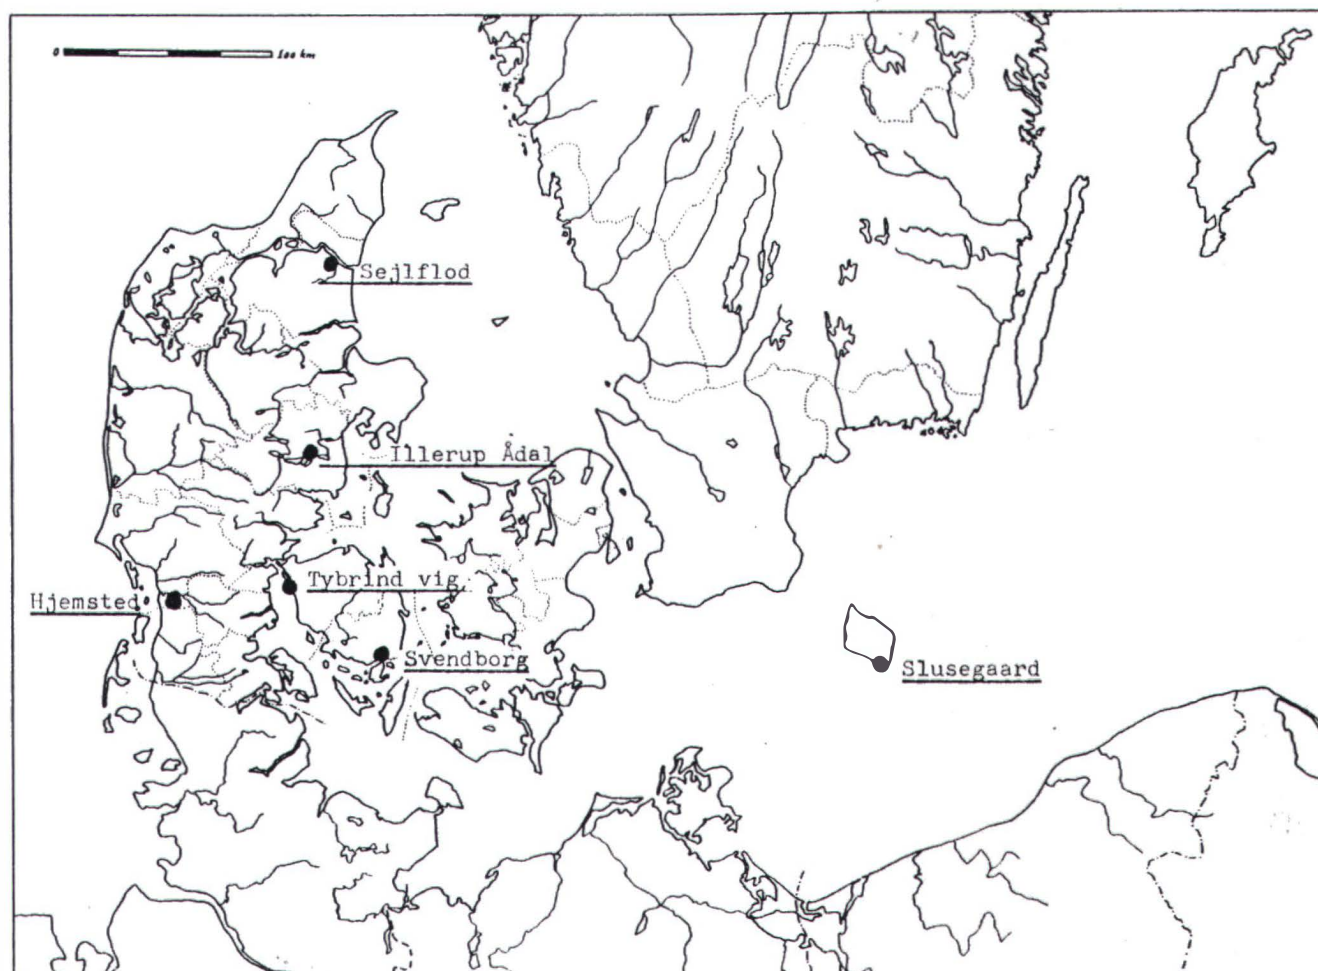 0 100 km
Sejlflod
Illerup Ådal
Tybrind vig
Hjemsted
Svendborg
Slusegaard